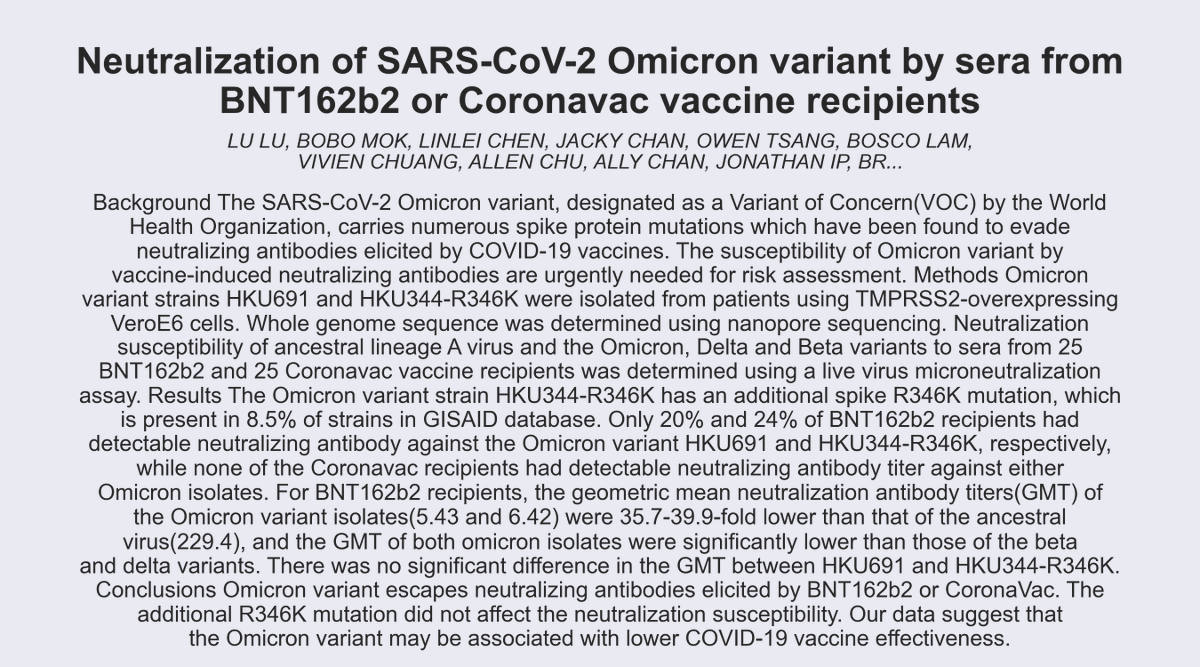 Neutralization of SARS-CoV-2 Omicron variant by sera from
BNT162b2 or Coronavac vaccine recipients
LU LU, BOBO MOK, LINLEI CHEN, JACKY CHAN, OWEN TSANG, BOSCO LAM,
VIVIEN CHUANG, ALLEN CHU, ALLY CHAN, JONATHAN IP, BR...
Background The SARS-CoV-2 Omicron variant, designated as a Variant of Concern(VOC) by the World
Health Organization, carries numerous spike protein mutations which have been found to evade
neutralizing antibodies elicited by COVID-19 vaccines. The susceptibility of Omicron variant by
vaccine-induced neutralizing antibodies are urgently needed for risk assessment. Methods Omicron
variant strains HKU691 and HKU344-R346K were isolated from patients using TMPRSS2-overexpressing
VeroE6 cells. Whole genome sequence was determined using nanopore sequencing. Neutralization
susceptibility of ancestral lineage A virus and the Omicron, Delta and Beta variants to sera from 25
BNT162b2 and 25 Coronavac vaccine recipients was determined using a live virus microneutralization
assay. Results The Omicron variant strain HKU344-R346K has an additional spike R346K mutation, which
is present in 8.5% of strains in GISAID database. Only 20% and 24% of BNT162b2 recipients had
detectable neutralizing antibody against the Omicron variant HKU691 and HKU344-R346K, respectively,
while none of the Coronavac recipients had detectable neutralizing antibody titer against either
Omicron isolates. For BNT162b2 recipients, the geometric mean neutralization antibody titers(GMT) of
the Omicron variant isolates(5.43 and 6.42) were 35.7-39.9-fold lower than that of the ancestral
virus(229.4), and the GMT of both omicron isolates were significantly lower than those of the beta
and delta variants. There was no significant difference in the GMT between HKU691 and HKU344-R346K.
Conclusions Omicron variant escapes neutralizing antibodies elicited by BNT162b2 or CoronaVac. The
additional R346K mutation did not affect the neutralization susceptibility. Our data suggest that
the Omicron variant may be associated with lower COVID-19 vaccine effectiveness.